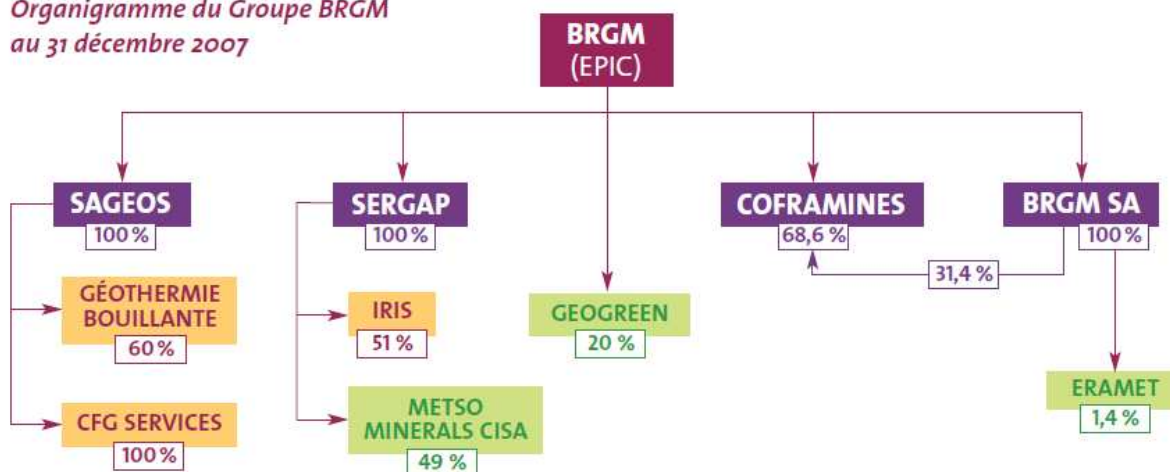 Organigramme du Groupe BRGM
au 31 décembre 2007
BRGM
(EPIC)
SAGEOS
100 %
SERGAP
100 %
COFRAMINES
68,6 %
BRGM SA
100 %
31,4 %
GÉOTHERMIE
BOUILLANTE
60 %
IRIS
51 %
GEOGREEN
20 %
ERAMET
1,4 %
CFG SERVICES
100 %
METSO
MINERALS CISA
49 %